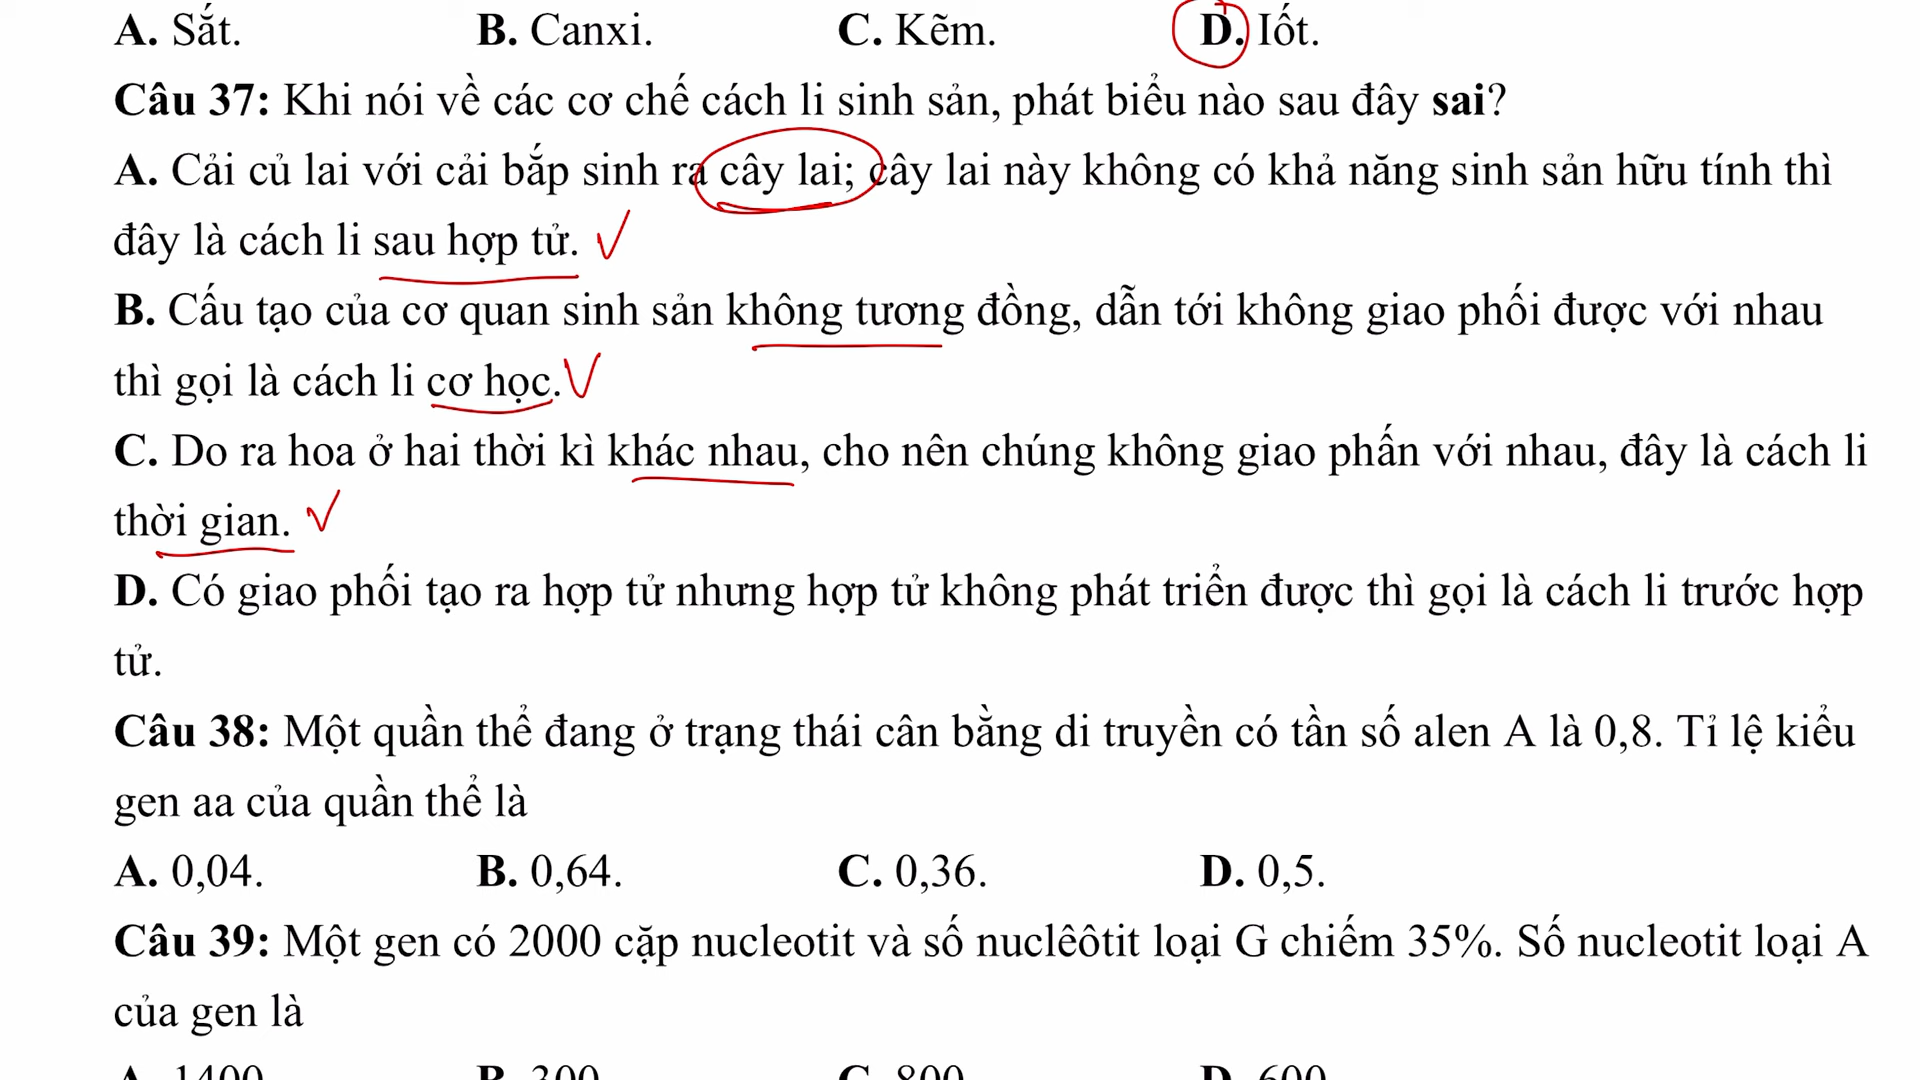 A. Sắt. B. Canxi. C. Kẽm. D. Iốt.
Câu 37: Khi nói về các cơ chế cách li sinh sản, phát biểu nào sau đây sai?
A. Cải củ lai với cải bắp sinh ra cây lai; cây lai này không có khả năng sinh sản hữu tính thì
đây là cách li sau hợp tử.
B. Cấu tạo của cơ quan sinh sản không tương đồng, dẫn tới không giao phối được với nhau
thì gọi là cách li cơ học.
C. Do ra hoa ở hai thời kì khác nhau, cho nên chúng không giao phấn với nhau, đây là cách li
thời gian.
D. Có giao phối tạo ra hợp tử nhưng hợp tử không phát triển được thì gọi là cách li trước hợp
tử.
Câu 38: Một quần thể đang ở trạng thái cân bằng di truyền có tần số alen A là 0,8. Tỉ lệ kiểu
gen aa của quần thể là
A. 0,04. B. 0,64. C. 0,36. D. 0,5.
Câu 39: Một gen có 2000 cặp nucleotit và số nuclêôtit loại G chiếm 35%. Số nucleotit loại A
của gen là
A. 1400 B. 300 C. 800 D. 600